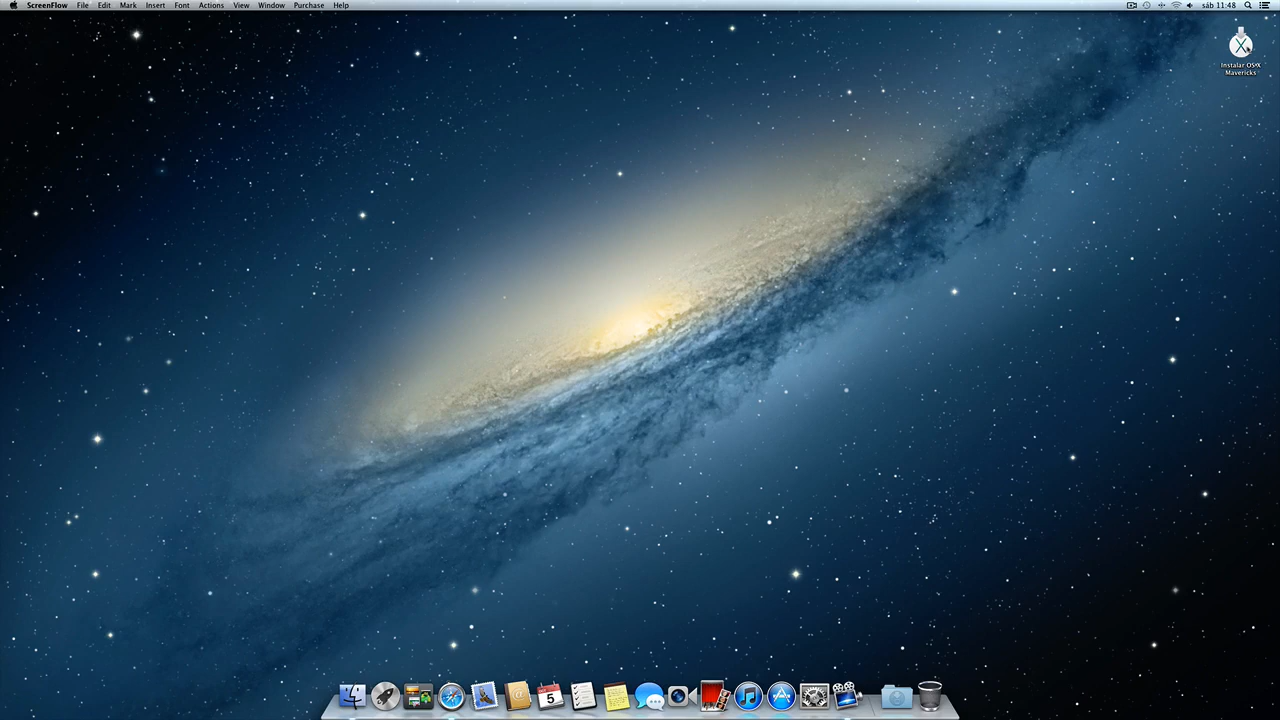 ScreenFlow File Edit Mark Insert Font Actions View Window Purchase Help sáb 11:48
Instalar OS X
Mavericks
5